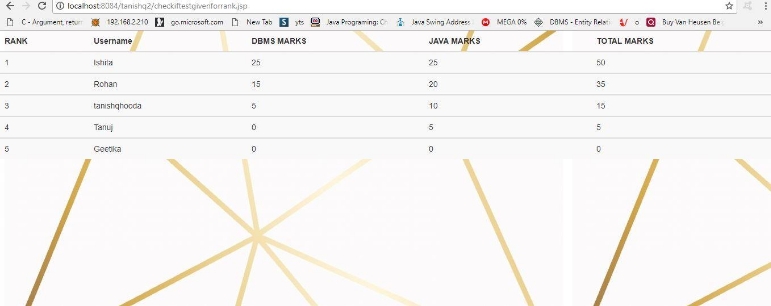 localhost:8084/tanishq2/checkiftestgivenforrank.jsp
C - Argument, return 192.168.2.210 go.microsoft.com New Tab yts Java Programing: Ch Java Swing Address MEGA 0% DBMS - Entity Relati Buy Van Heusen Be »
RANK Username DBMS MARKS JAVA MARKS TOTAL MARKS
1 Ishita 25 25 50
2 Rohan 15 20 35
3 tanishqhooda 5 10 15
4 Tanuj 0 5 5
5 Geetika 0 0 0